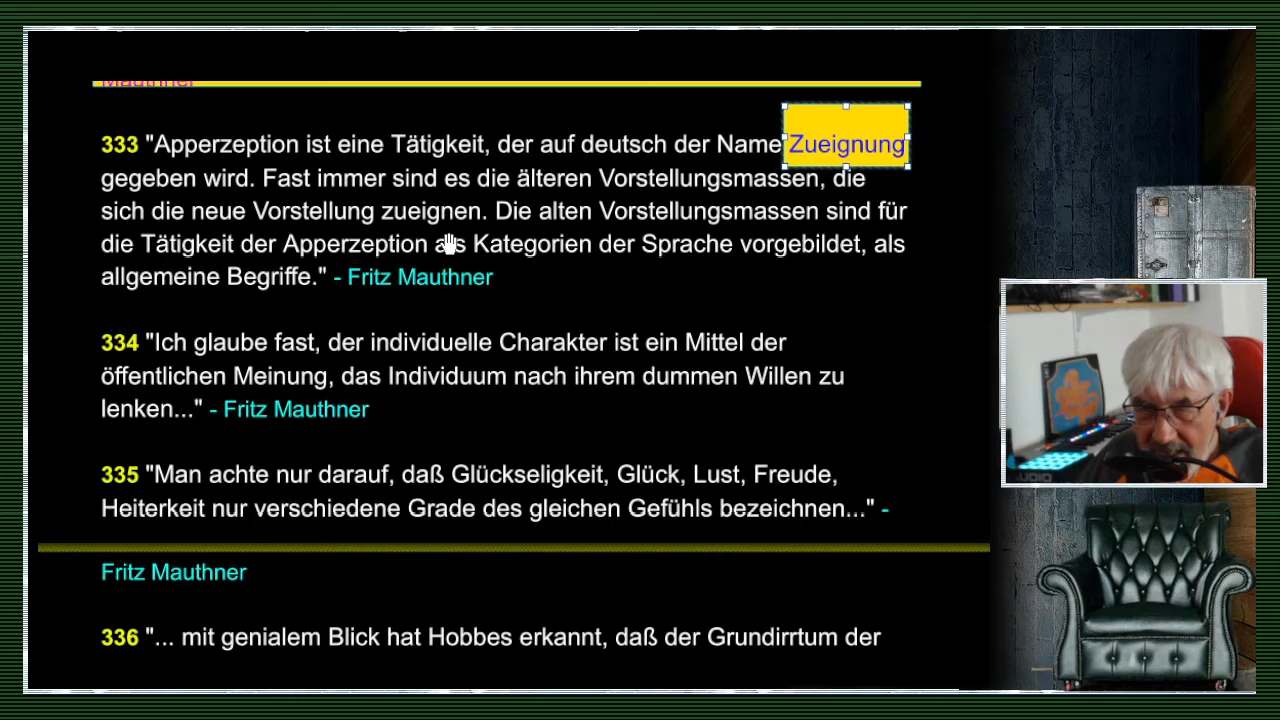 Mauthner
333 "Apperzeption ist eine Tätigkeit, der auf deutsch der Name Zueignung
gegeben wird. Fast immer sind es die älteren Vorstellungsmassen, die
sich die neue Vorstellung zueignen. Die alten Vorstellungsmassen sind für
die Tätigkeit der Apperzeption als Kategorien der Sprache vorgebildet, als
allgemeine Begriffe." - Fritz Mauthner
334 "Ich glaube fast, der individuelle Charakter ist ein Mittel der
öffentlichen Meinung, das Individuum nach ihrem dummen Willen zu
lenken..." - Fritz Mauthner
335 "Man achte nur darauf, daß Glückseligkeit, Glück, Lust, Freude,
Heiterkeit nur verschiedene Grade des gleichen Gefühls bezeichnen..." -
Fritz Mauthner
336 "... mit genialem Blick hat Hobbes erkannt, daß der Grundirrtum der